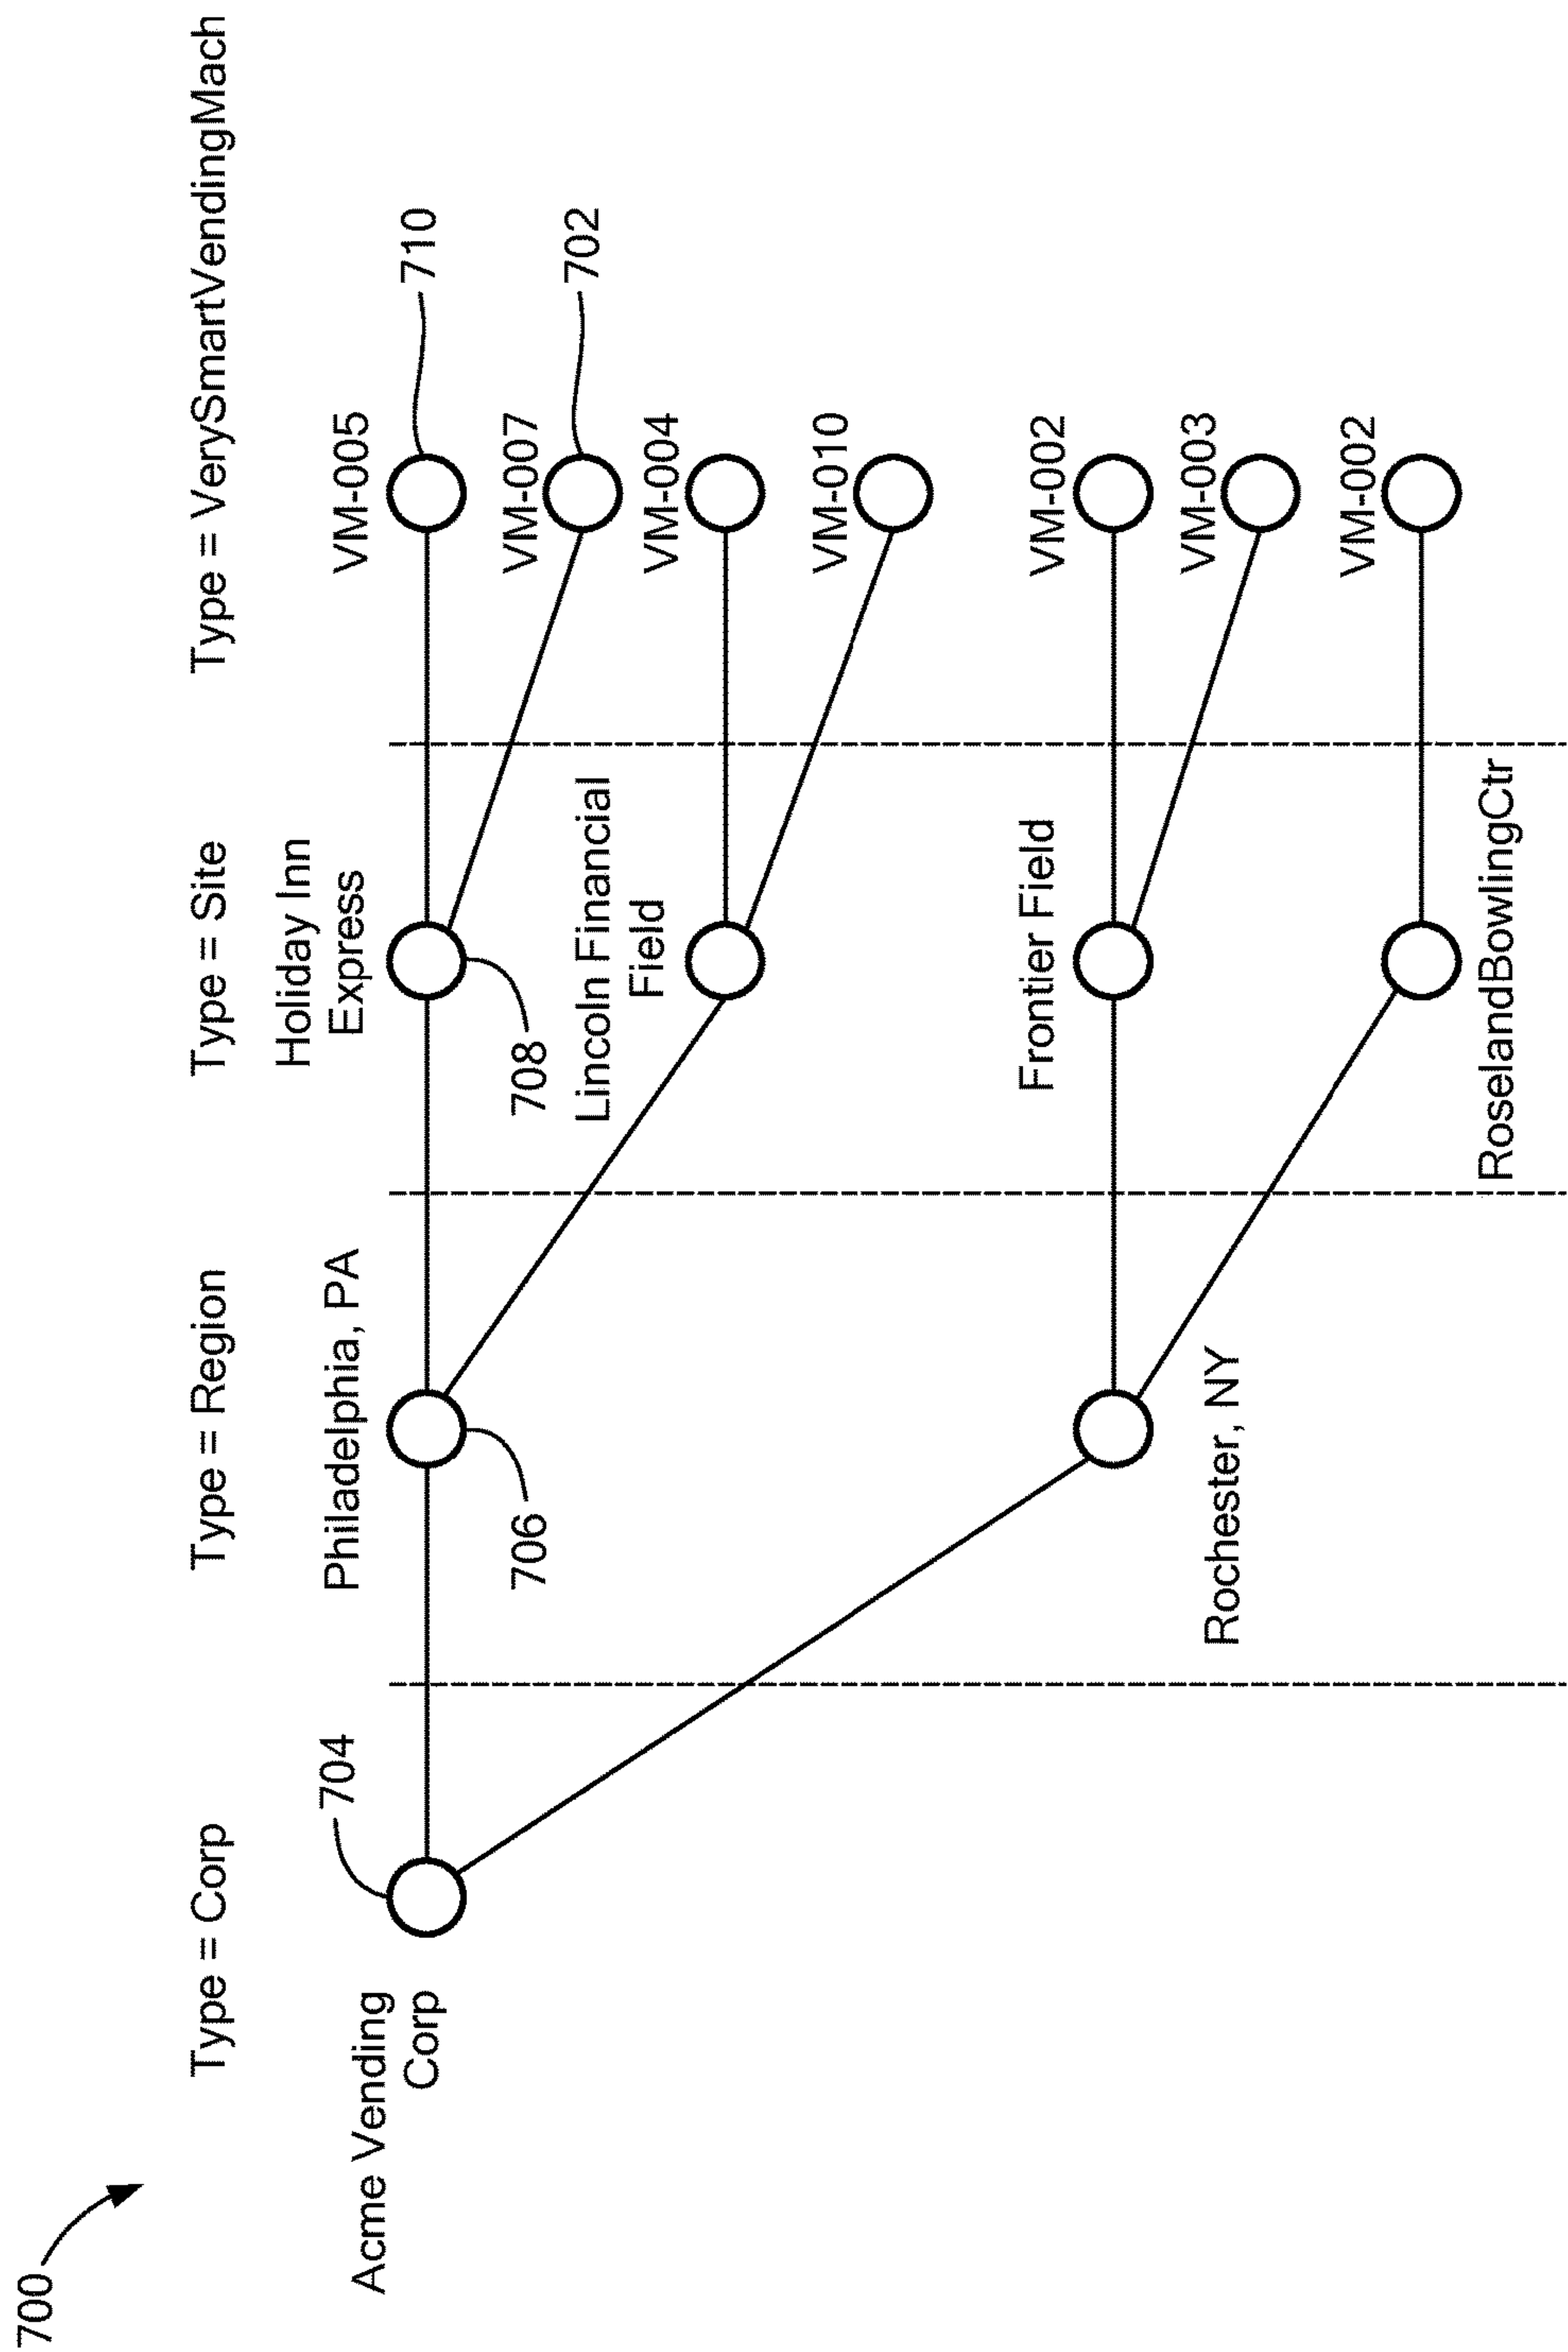 700
Type = Corp
Type = Region
Type = Site
Type = VerySmartVendingMach
Acme Vending
Corp
704
Philadelphia, PA
706
Holiday Inn
Express
708
VM-005
710
VM-007
702
Lincoln Financial
Field
VM-004
VM-010
Rochester, NY
Frontier Field
VM-002
VM-003
RoselandBowlingCtr
VM-002